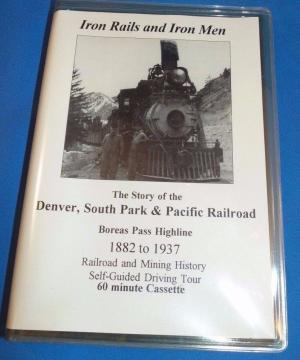 Iron Rails and Iron Men
The Story of the
Denver, South Park & Pacific Railroad
Boreas Pass Highline
1882 to 1937
Railroad and Mining History
Self-Guided Driving Tour
60 minute Cassette